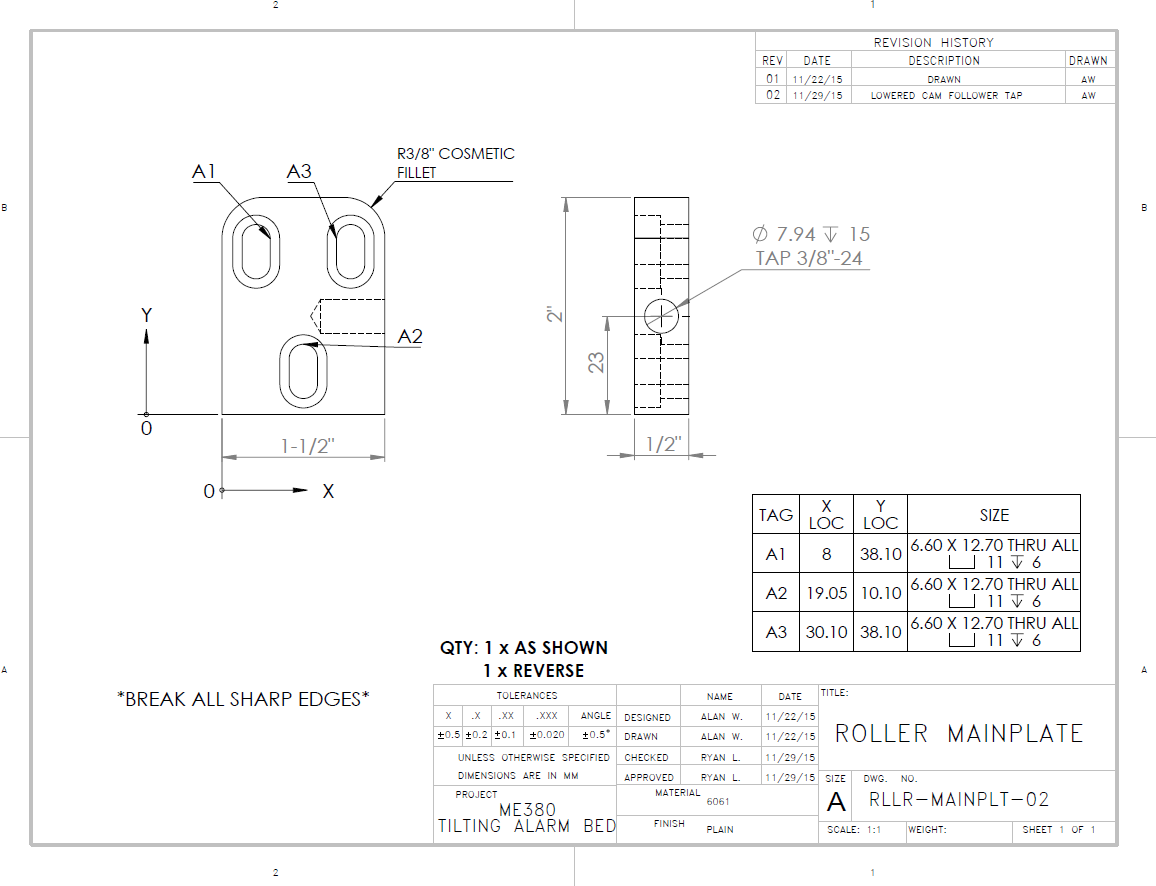 2
1
REVISION HISTORY
REV DATE DESCRIPTION DRAWN
01 11/22/15 DRAWN AW
02 11/29/15 LOWERED CAM FOLLOWER TAP AW
R3/8" COSMETIC
FILLET
A1
A3
B
B
⌀ 7.94 ↧ 15
TAP 3/8"-24
Y
2"
A2
23
0
1-1/2"
1/2"
0
X
TAG X LOC Y LOC SIZE
A1 8 38.10 6.60 X 12.70 THRU ALL
⌴ 11 ↧ 6
A2 19.05 10.10 6.60 X 12.70 THRU ALL
⌴ 11 ↧ 6
A3 30.10 38.10 6.60 X 12.70 THRU ALL
⌴ 11 ↧ 6
QTY: 1 x AS SHOWN
1 x REVERSE
A
A
*BREAK ALL SHARP EDGES*
TOLERANCES
X .X .XX .XXX ANGLE
±0.5 ±0.2 ±0.1 ±0.020 ±0.5°
UNLESS OTHERWISE SPECIFIED
DIMENSIONS ARE IN MM
PROJECT
ME380
TILTING ALARM BED
NAME DATE
DESIGNED ALAN W. 11/22/15
DRAWN ALAN W. 11/22/15
CHECKED RYAN L. 11/29/15
APPROVED RYAN L. 11/29/15
MATERIAL
6061
FINISH
PLAIN
TITLE:
ROLLER MAINPLATE
SIZE DWG. NO.
A RLLR-MAINPLT-02
SCALE: 1:1 WEIGHT: SHEET 1 OF 1
2
1